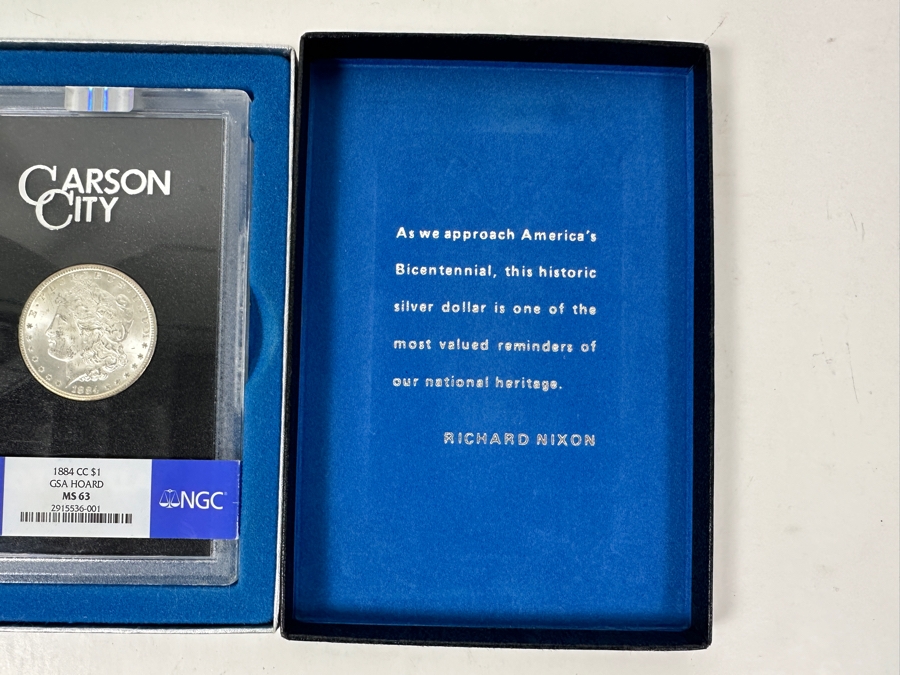 CARSON
CITY
1884
1884 CC $1
GSA HOARD
MS 63
2915536-001
NGC
As we approach America's
Bicentennial, this historic
silver dollar is one of the
most valued reminders of
our national heritage.
RICHARD NIXON